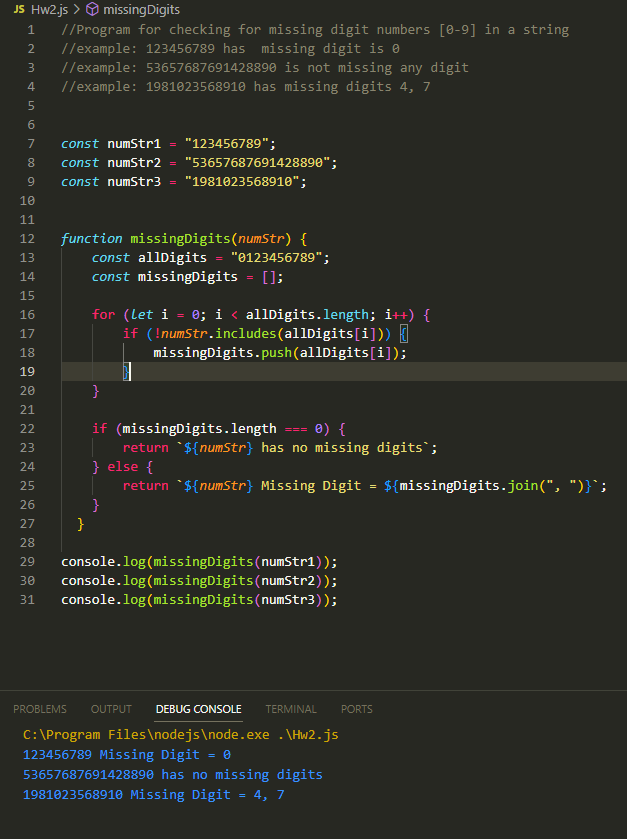 JS Hw2.js > missingDigits
1 //Program for checking for missing digit numbers [0-9] in a string
2 //example: 123456789 has  missing digit is 0
3 //example: 53657687691428890 is not missing any digit
4 //example: 1981023568910 has missing digits 4, 7
5
6
7 const numStr1 = "123456789";
8 const numStr2 = "53657687691428890";
9 const numStr3 = "1981023568910";
10
11
12 function missingDigits(numStr) {
13     const allDigits = "0123456789";
14     const missingDigits = [];
15
16     for (let i = 0; i < allDigits.length; i++) {
17         if (!numStr.includes(allDigits[i])) {
18             missingDigits.push(allDigits[i]);
19         }
20     }
21
22     if (missingDigits.length === 0) {
23         return `${numStr} has no missing digits`;
24     } else {
25         return `${numStr} Missing Digit = ${missingDigits.join(", ")}`;
26     }
27   }
28
29 console.log(missingDigits(numStr1));
30 console.log(missingDigits(numStr2));
31 console.log(missingDigits(numStr3));
PROBLEMS OUTPUT DEBUG CONSOLE TERMINAL PORTS
C:\Program Files\nodejs\node.exe .\Hw2.js
123456789 Missing Digit = 0
53657687691428890 has no missing digits
1981023568910 Missing Digit = 4, 7